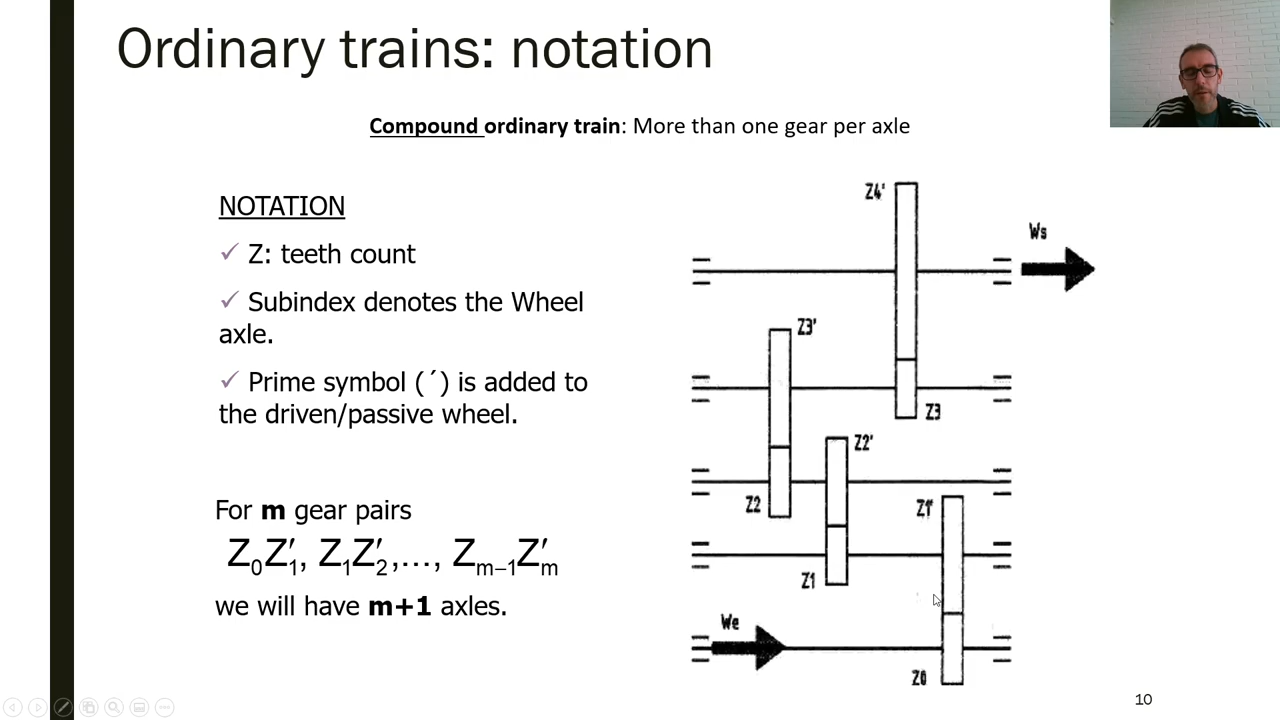 Ordinary trains: notation
Compound ordinary train: More than one gear per axle
NOTATION
✓ Z: teeth count
✓ Subindex denotes the Wheel
axle.
✓ Prime symbol (´) is added to
the driven/passive wheel.
For m gear pairs
Z₀Z′₁, Z₁Z′₂,..., Zₘ₋₁Z′ₘ
we will have m+1 axles.
Z4'
Ws
Z3'
Z3
Z2'
Z2
Z1'
Z1
We
Z0
10